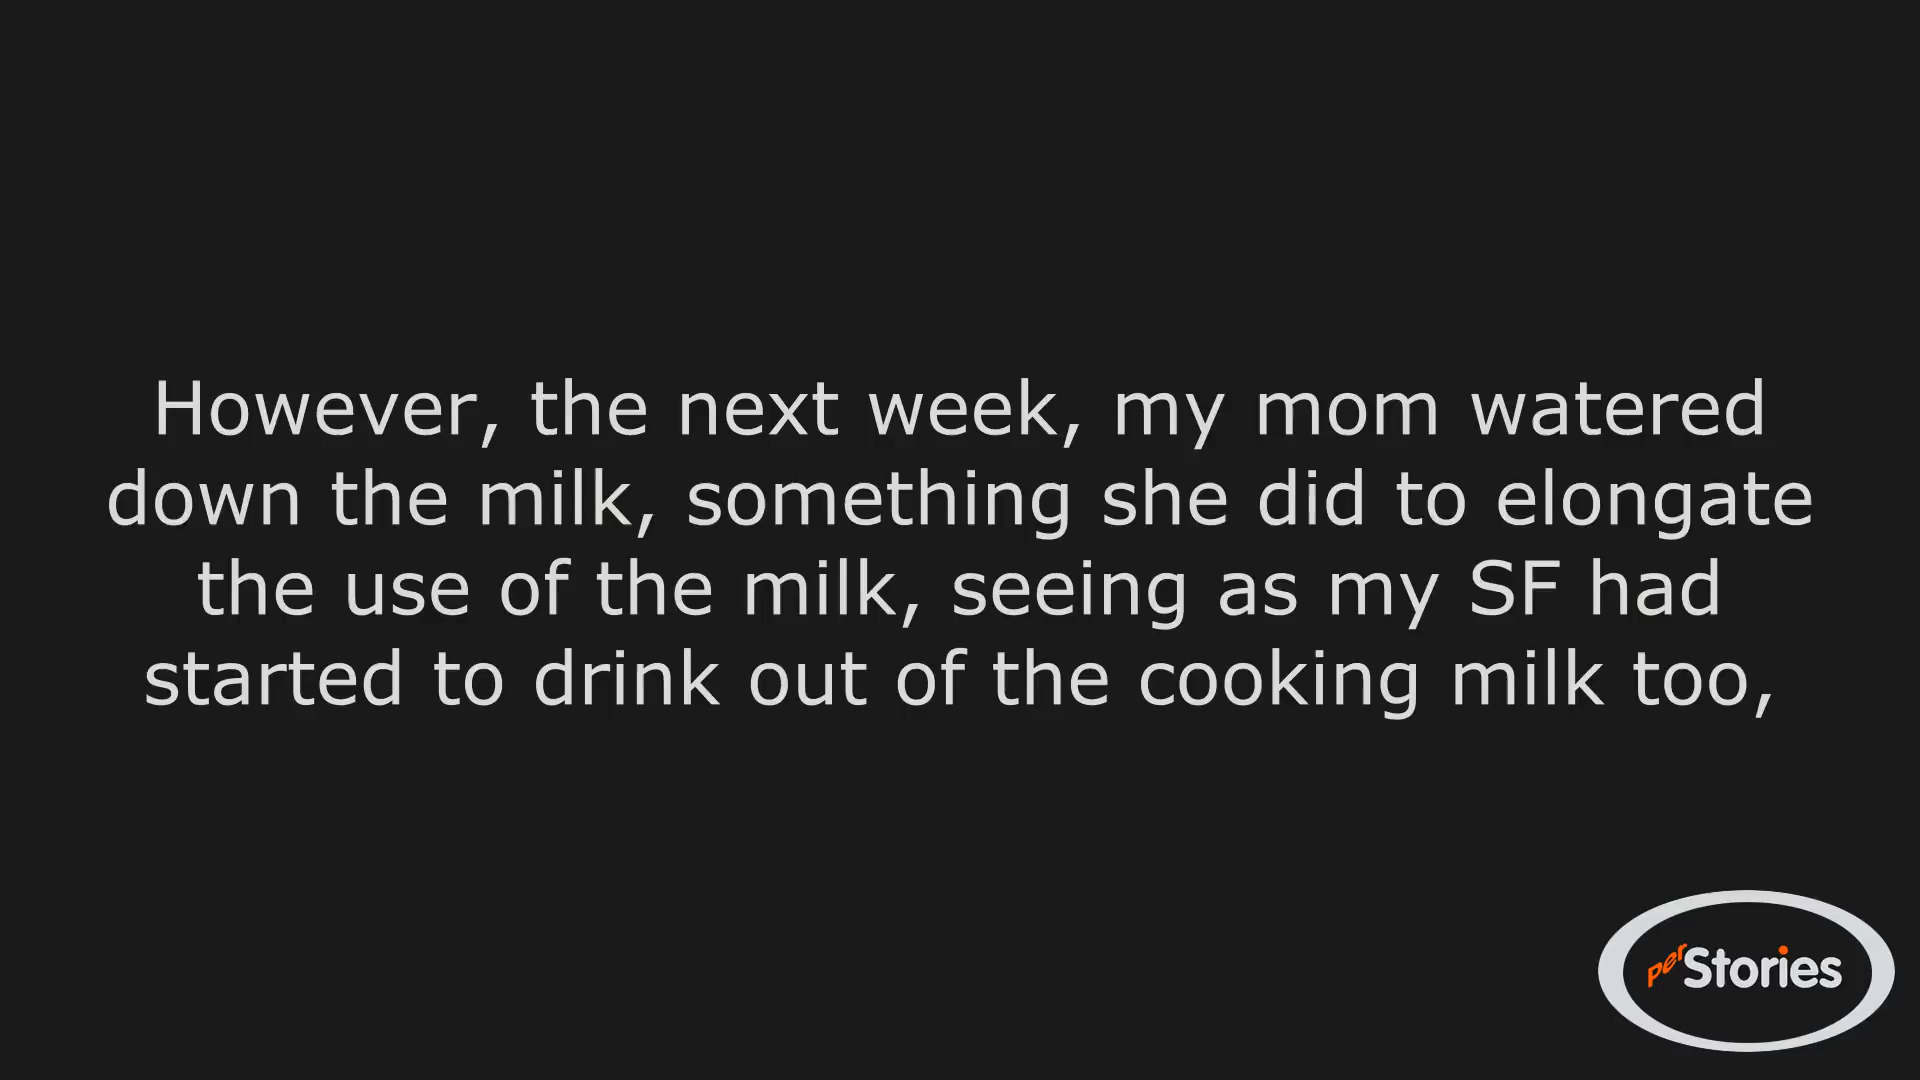 However, the next week, my mom watered
down the milk, something she did to elongate
the use of the milk, seeing as my SF had
started to drink out of the cooking milk too,
perStories